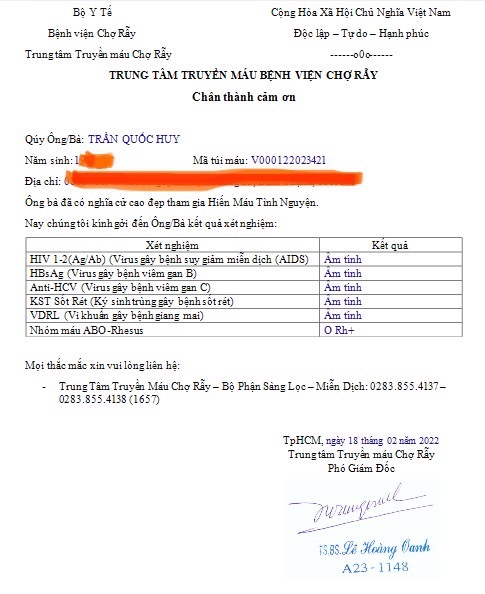 Bộ Y Tế
Cộng Hòa Xã Hội Chủ Nghĩa Việt Nam
Bệnh viện Chợ Rẫy
Độc lập – Tự do – Hạnh phúc
Trung tâm Truyền máu Chợ Rẫy
------o0o------
TRUNG TÂM TRUYỀN MÁU BỆNH VIỆN CHỢ RẪY
Chân thành cảm ơn
Qúy Ông/Bà: TRẦN QUỐC HUY
Năm sinh: 1
Mã túi máu: V000122023421
Địa chỉ:
Ông bà đã có nghĩa cử cao đẹp tham gia Hiến Máu Tình Nguyện.
Nay chúng tôi kính gởi đến Ông/Bà kết quả xét nghiệm:
Xét nghiệm Kết quả
HIV 1-2(Ag/Ab) (Virus gây bệnh suy giảm miễn dịch (AIDS) Âm tính
HBsAg (Virus gây bệnh viêm gan B) Âm tính
Anti-HCV (Virus gây bệnh viêm gan C) Âm tính
KST Sốt Rét (Ký sinh trùng gây bệnh sốt rét) Âm tính
VDRL (Vi khuẩn gây bệnh giang mai) Âm tính
Nhóm máu ABO-Rhesus O Rh+
Mọi thắc mắc xin vui lòng liên hệ:
- Trung Tâm Truyền Máu Chợ Rẫy – Bộ Phận Sàng Lọc – Miễn Dịch: 0283.855.4137 –
0283.855.4138 (1657)
TpHCM, ngày 18 tháng 02 năm 2022
Trung tâm Truyền máu Chợ Rẫy
Phó Giám Đốc
TS.BS. Lê Hoàng Oanh
A23 - 1148